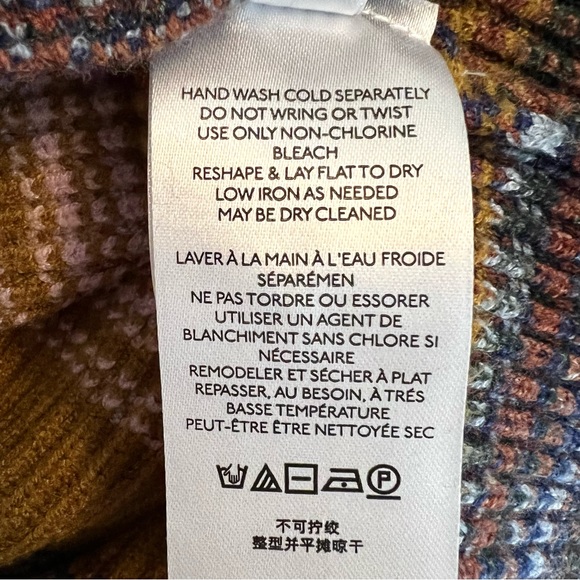 HAND WASH COLD SEPARATELY
DO NOT WRING OR TWIST
USE ONLY NON-CHLORINE
BLEACH
RESHAPE & LAY FLAT TO DRY
LOW IRON AS NEEDED
MAY BE DRY CLEANED
LAVER À LA MAIN À L'EAU FROIDE
SÉPARÉMEN
NE PAS TORDRE OU ESSORER
UTILISER UN AGENT DE
BLANCHIMENT SANS CHLORE SI
NÉCESSAIRE
REMODELER ET SÉCHER À PLAT
REPASSER, AU BESOIN, À TRÉS
BASSE TEMPÉRATURE
PEUT-ÊTRE ÊTRE NETTOYÉE SEC
P
不可拧绞
整型并平摊晾干